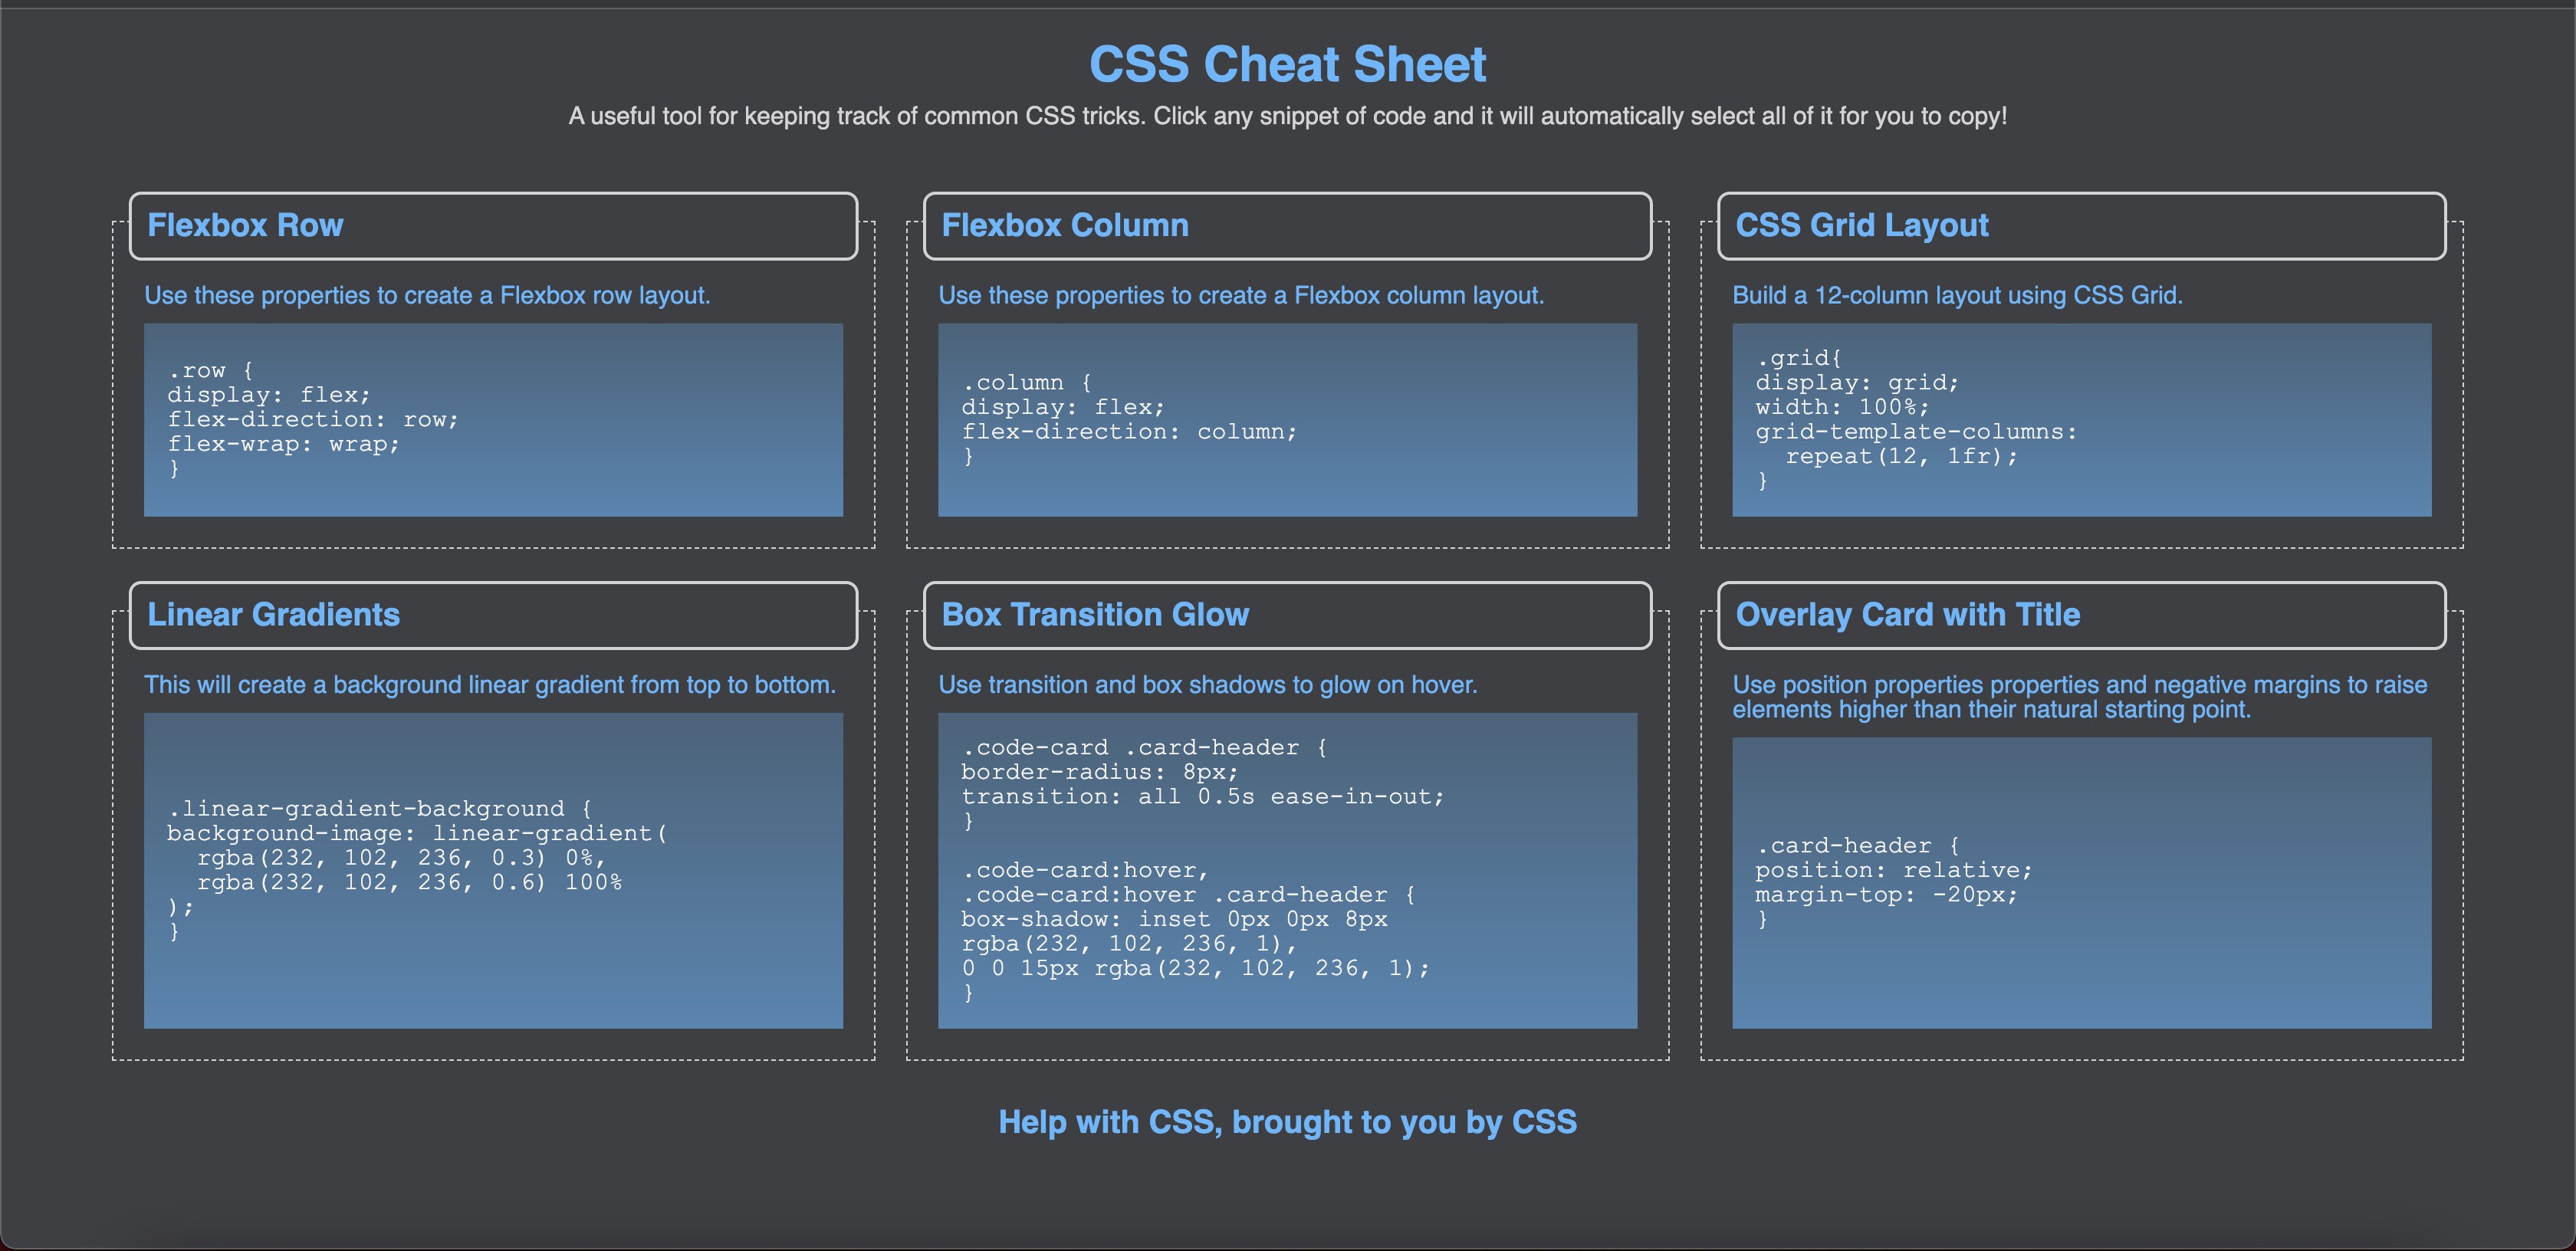 CSS Cheat Sheet
A useful tool for keeping track of common CSS tricks. Click any snippet of code and it will automatically select all of it for you to copy!
Flexbox Row
Use these properties to create a Flexbox row layout.
.row {
display: flex;
flex-direction: row;
flex-wrap: wrap;
}
Flexbox Column
Use these properties to create a Flexbox column layout.
.column {
display: flex;
flex-direction: column;
}
CSS Grid Layout
Build a 12-column layout using CSS Grid.
.grid{
display: grid;
width: 100%;
grid-template-columns:
  repeat(12, 1fr);
}
Linear Gradients
This will create a background linear gradient from top to bottom.
.linear-gradient-background {
background-image: linear-gradient(
  rgba(232, 102, 236, 0.3) 0%,
  rgba(232, 102, 236, 0.6) 100%
);
}
Box Transition Glow
Use transition and box shadows to glow on hover.
.code-card .card-header {
border-radius: 8px;
transition: all 0.5s ease-in-out;
}
.code-card:hover,
.code-card:hover .card-header {
box-shadow: inset 0px 0px 8px
rgba(232, 102, 236, 1),
0 0 15px rgba(232, 102, 236, 1);
}
Overlay Card with Title
Use position properties properties and negative margins to raise
elements higher than their natural starting point.
.card-header {
position: relative;
margin-top: -20px;
}
Help with CSS, brought to you by CSS